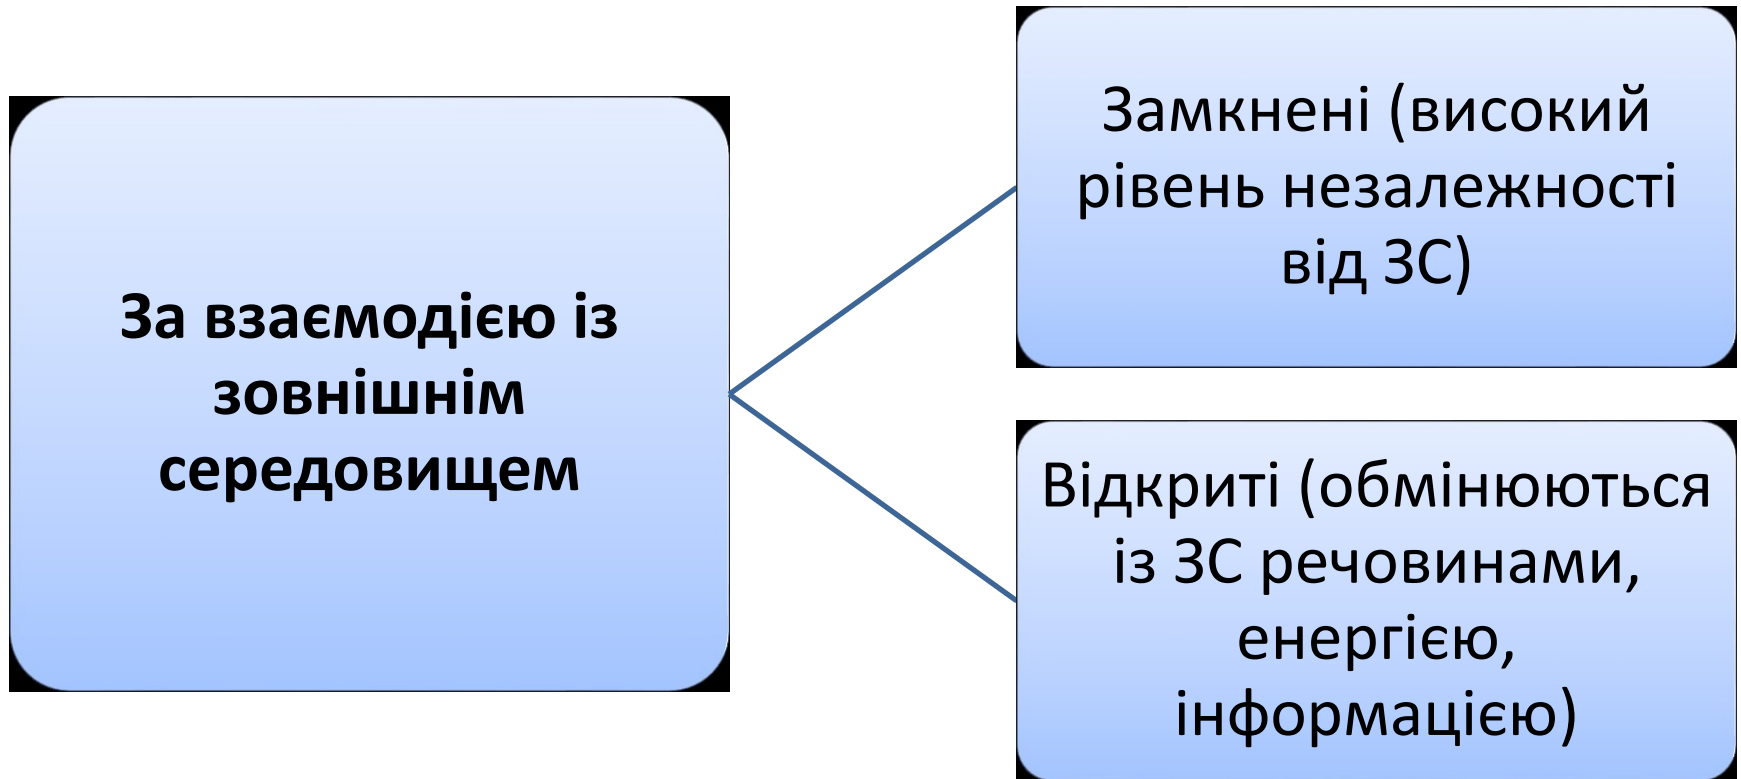 За взаємодією із
зовнішнім
середовищем
Замкнені (високий
рівень незалежності
від ЗС)
Відкриті (обмінюються
із ЗС речовинами,
енергією,
інформацією)